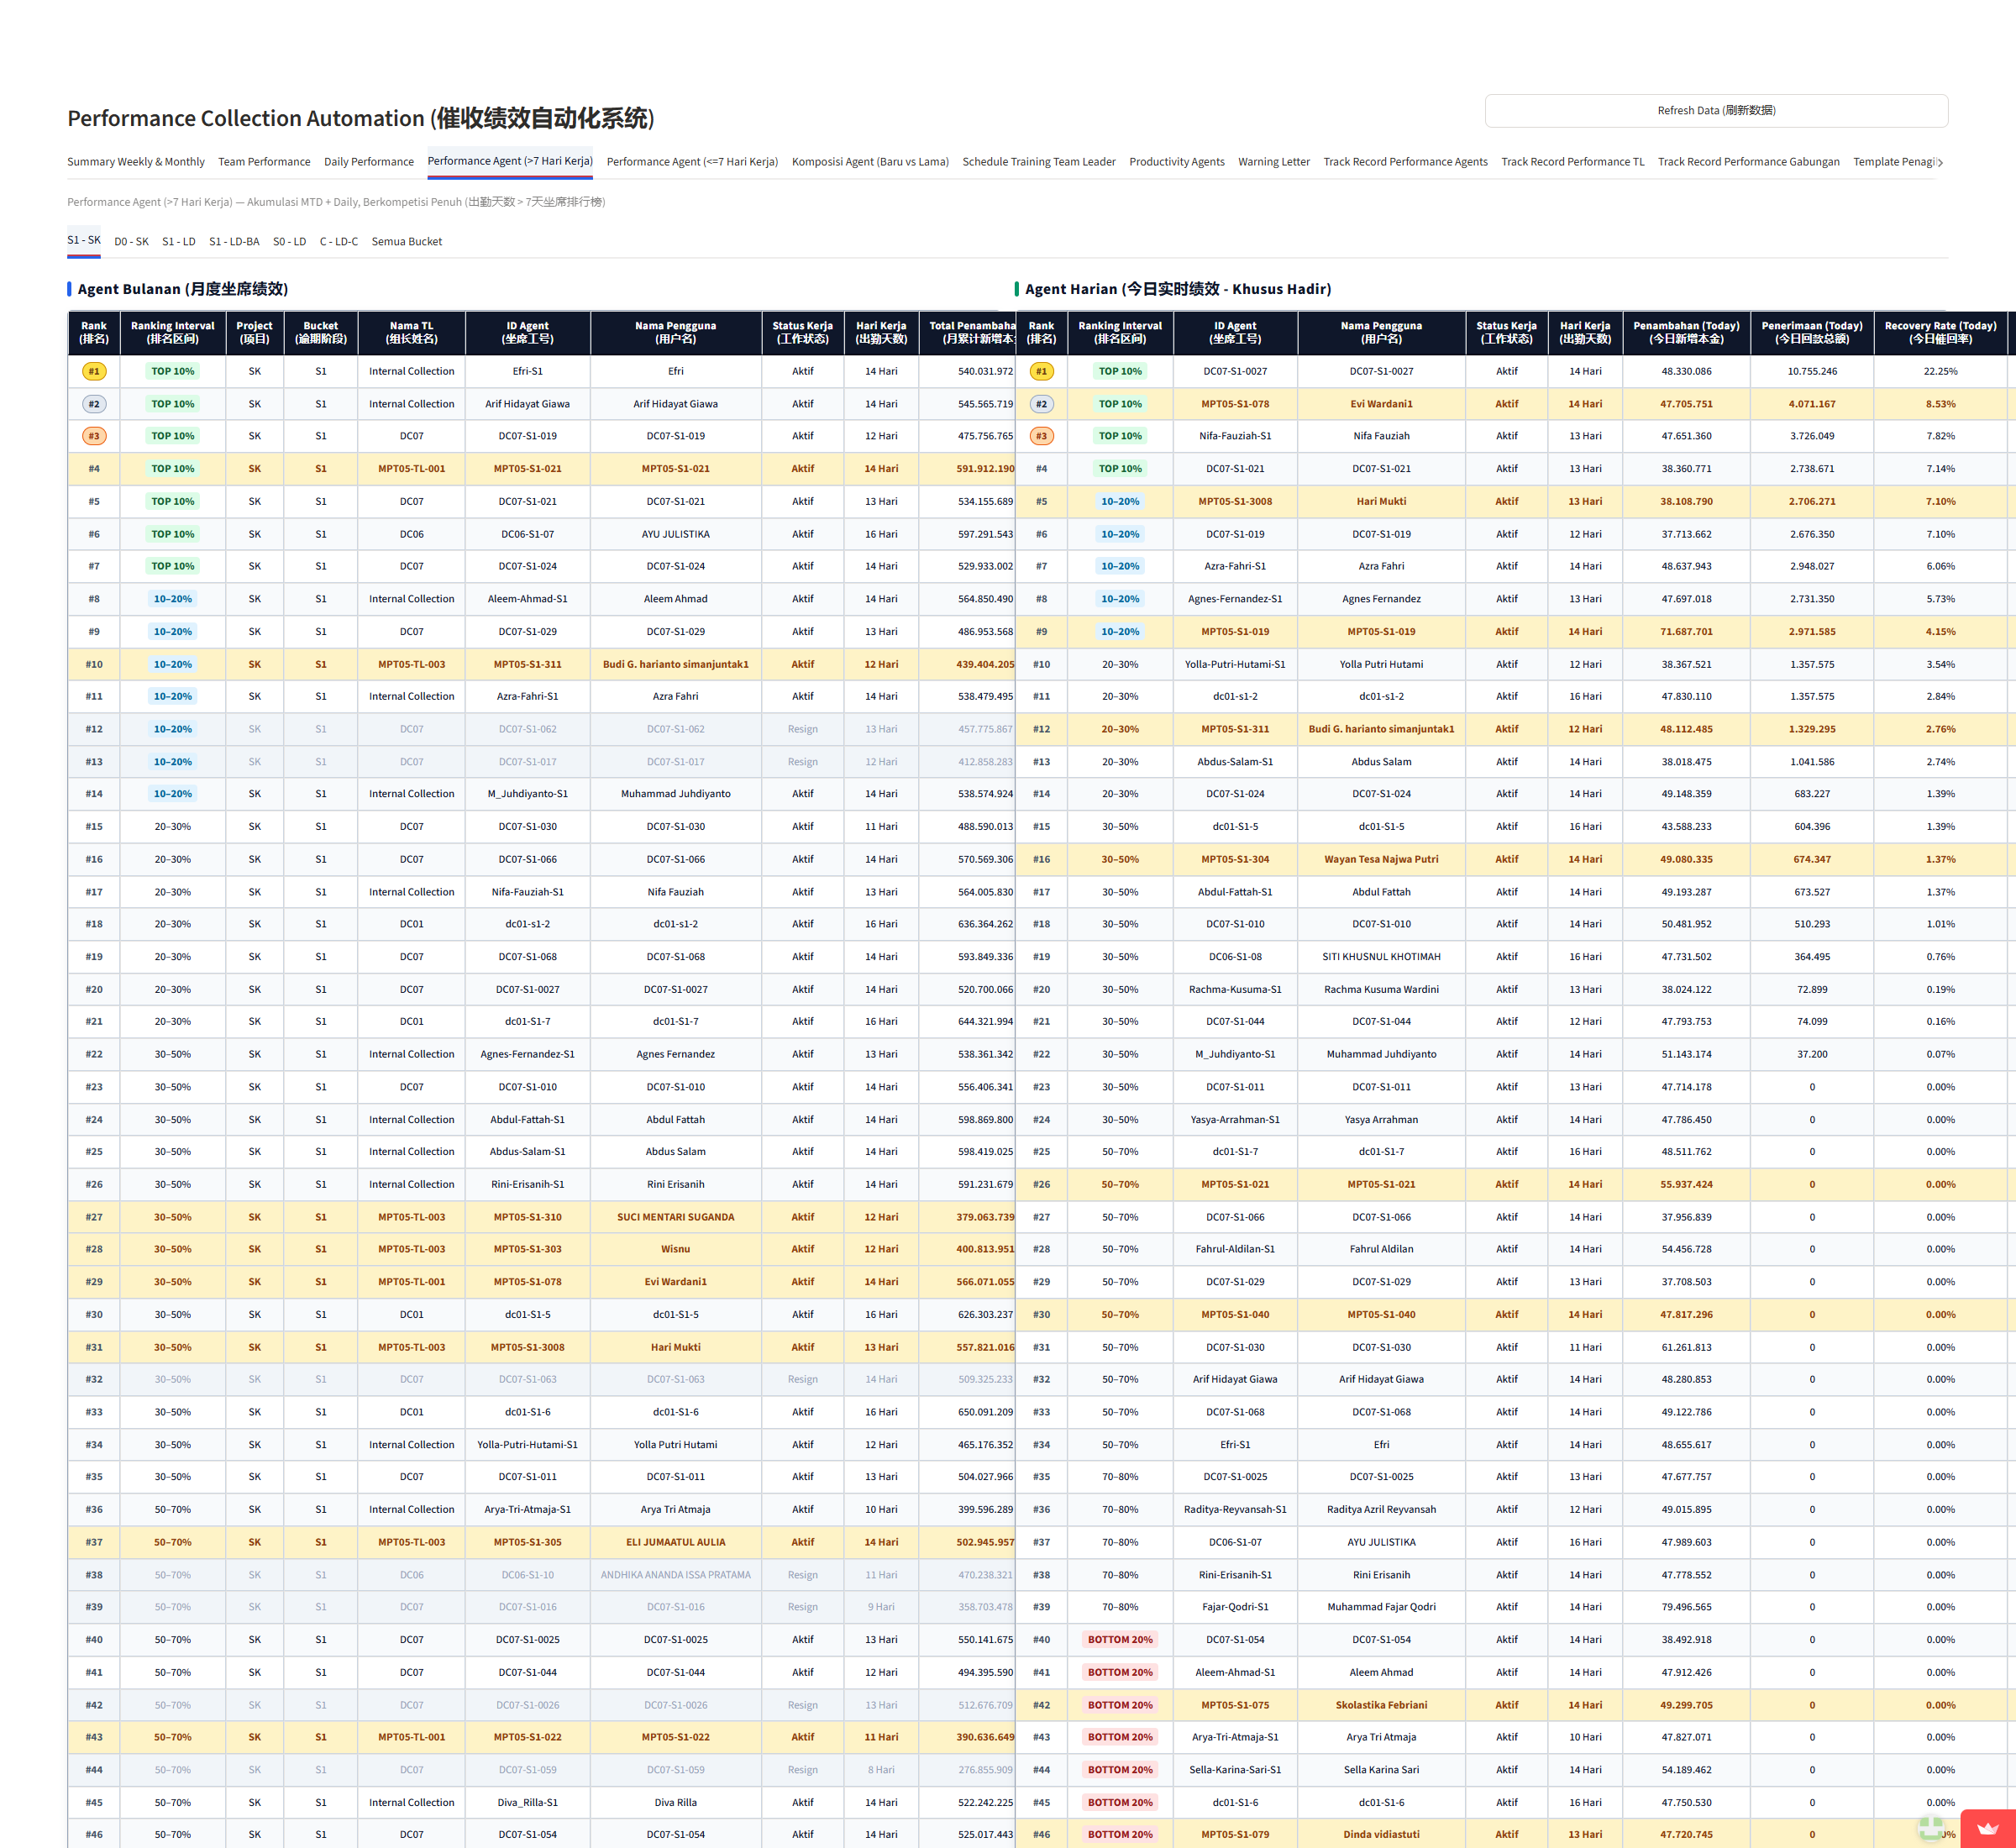 Performance Collection Automation (催收绩效自动化系统)
Refresh Data (刷新数据)
Summary Weekly & Monthly Team Performance Daily Performance Performance Agent (>7 Hari Kerja) Performance Agent (<=7 Hari Kerja) Komposisi Agent (Baru vs Lama) Schedule Training Team Leader Productivity Agents Warning Letter Track Record Performance Agents Track Record Performance TL Track Record Performance Gabungan Template
Performance Agent (>7 Hari Kerja) — Akumulasi MTD + Daily, Berkompetisi Penuh (出勤天数 > 7天坐席排行榜)
S1 - SK D0 - SK S1 - LD S1 - LD-BA S0 - LD C - LD-C Semua Bucket
Agent Bulanan (月度坐席绩效)
Rank Ranking Interval Project Bucket Nama TL ID Agent Nama Pengguna Status Kerja Hari Kerja Total
(排名) (排名区间) (项目) (逾期阶段) (组长姓名) (坐席工号) (用户名) (工作状态) (出勤天数) (月累计新增本
#1 TOP 10% SK S1 Internal Collection Efri-S1 Efri Aktif 14 Hari 540.031.972
#2 TOP 10% SK S1 Internal Collection Arif Hidayat Giawa Arif Hidayat Giawa Aktif 14 Hari 545.565.719
#3 TOP 10% SK S1 DC07 DC07-S1-019 DC07-S1-019 Aktif 12 Hari 475.756.765
#4 TOP 10% SK S1 MPT05-TL-001 MPT05-S1-021 MPT05-S1-021 Aktif 14 Hari 591.912.190
#5 TOP 10% SK S1 DC07 DC07-S1-021 DC07-S1-021 Aktif 13 Hari 534.155.689
#6 TOP 10% SK S1 DC06 DC06-S1-07 AYU JULISTIKA Aktif 16 Hari 597.291.543
#7 TOP 10% SK S1 DC07 DC07-S1-024 DC07-S1-024 Aktif 14 Hari 529.933.002
#8 10–20% SK S1 Internal Collection Aleem-Ahmad-S1 Aleem Ahmad Aktif 14 Hari 564.850.490
#9 10–20% SK S1 DC07 DC07-S1-029 DC07-S1-029 Aktif 13 Hari 486.953.568
#10 10–20% SK S1 MPT05-TL-003 MPT05-S1-311 Budi G. harianto simanjuntak1 Aktif 12 Hari 439.404.205
#11 10–20% SK S1 Internal Collection Azra-Fahri-S1 Azra Fahri Aktif 14 Hari 538.479.495
#12 10–20% SK S1 DC07 DC07-S1-062 DC07-S1-062 Resign 13 Hari 457.775.867
#13 10–20% SK S1 DC07 DC07-S1-017 DC07-S1-017 Resign 12 Hari 412.858.283
#14 10–20% SK S1 Internal Collection M_Juhdiyanto-S1 Muhammad Juhdiyanto Aktif 14 Hari 538.574.924
#15 20–30% SK S1 DC07 DC07-S1-030 DC07-S1-030 Aktif 11 Hari 488.590.013
#16 20–30% SK S1 DC07 DC07-S1-066 DC07-S1-066 Aktif 14 Hari 570.569.306
#17 20–30% SK S1 Internal Collection Nifa-Fauziah-S1 Nifa Fauziah Aktif 13 Hari 564.005.830
#18 20–30% SK S1 DC01 dc01-s1-2 dc01-s1-2 Aktif 16 Hari 636.364.262
#19 20–30% SK S1 DC07 DC07-S1-068 DC07-S1-068 Aktif 14 Hari 593.849.336
#20 20–30% SK S1 DC07 DC07-S1-0027 DC07-S1-0027 Aktif 14 Hari 520.700.066
#21 20–30% SK S1 DC01 dc01-S1-7 dc01-S1-7 Aktif 16 Hari 644.321.994
#22 30–50% SK S1 Internal Collection Agnes-Fernandez-S1 Agnes Fernandez Aktif 13 Hari 538.361.342
#23 30–50% SK S1 DC07 DC07-S1-010 DC07-S1-010 Aktif 14 Hari 556.406.341
#24 30–50% SK S1 Internal Collection Abdul-Fattah-S1 Abdul Fattah Aktif 14 Hari 598.869.800
#25 30–50% SK S1 Internal Collection Abdus-Salam-S1 Abdus Salam Aktif 14 Hari 598.419.025
#26 30–50% SK S1 Internal Collection Rini-Erisanih-S1 Rini Erisanih Aktif 14 Hari 591.231.679
#27 30–50% SK S1 MPT05-TL-003 MPT05-S1-310 SUCI MENTARI SUGANDA Aktif 12 Hari 379.063.739
#28 30–50% SK S1 MPT05-TL-003 MPT05-S1-303 Wisnu Aktif 12 Hari 400.813.951
#29 30–50% SK S1 MPT05-TL-001 MPT05-S1-078 Evi Wardani1 Aktif 14 Hari 566.071.055
#30 30–50% SK S1 DC01 dc01-S1-5 dc01-S1-5 Aktif 16 Hari 626.303.237
#31 30–50% SK S1 MPT05-TL-003 MPT05-S1-3008 Hari Mukti Aktif 13 Hari 557.821.016
#32 30–50% SK S1 DC07 DC07-S1-063 DC07-S1-063 Resign 14 Hari 509.325.233
#33 30–50% SK S1 DC01 dc01-S1-6 dc01-S1-6 Aktif 16 Hari 650.091.209
#34 30–50% SK S1 Internal Collection Yolla-Putri-Hutami-S1 Yolla Putri Hutami Aktif 12 Hari 465.176.352
#35 30–50% SK S1 DC07 DC07-S1-011 DC07-S1-011 Aktif 13 Hari 504.027.966
#36 50–70% SK S1 Internal Collection Arya-Tri-Atmaja-S1 Arya Tri Atmaja Aktif 10 Hari 399.596.289
#37 50–70% SK S1 MPT05-TL-003 MPT05-S1-305 ELI JUMAATUL AULIA Aktif 14 Hari 502.945.957
#38 50–70% SK S1 DC06 DC06-S1-10 ANDHIKA ANANDA ISSA PRATAMA Resign 11 Hari 470.238.321
#39 50–70% SK S1 DC07 DC07-S1-016 DC07-S1-016 Resign 9 Hari 358.703.478
#40 50–70% SK S1 DC07 DC07-S1-0025 DC07-S1-0025 Aktif 13 Hari 550.141.675
#41 50–70% SK S1 DC07 DC07-S1-044 DC07-S1-044 Aktif 12 Hari 494.395.590
#42 50–70% SK S1 DC07 DC07-S1-0026 DC07-S1-0026 Resign 13 Hari 512.676.709
#43 50–70% SK S1 MPT05-TL-001 MPT05-S1-022 MPT05-S1-022 Aktif 11 Hari 390.636.649
#44 50–70% SK S1 DC07 DC07-S1-059 DC07-S1-059 Resign 8 Hari 276.855.909
#45 50–70% SK S1 Internal Collection Diva_Rilla-S1 Diva Rilla Aktif 14 Hari 522.242.225
#46 50–70% SK S1 DC07 DC07-S1-054 DC07-S1-054 Aktif 14 Hari 525.017.443
Agent Harian (今日实时绩效 - Khusus Hadir)
Rank Ranking Interval ID Agent Nama Pengguna Status Kerja Hari Kerja Penambahan (Today) Penerimaan (Today) Recovery Rate (Today)
(排名) (排名区间) (坐席工号) (用户名) (工作状态) (出勤天数) (今日新增本金) (今日回款总额) (今日催回率)
#1 TOP 10% DC07-S1-0027 DC07-S1-0027 Aktif 14 Hari 48.330.086 10.755.246 22.25%
#2 TOP 10% MPT05-S1-078 Evi Wardani1 Aktif 14 Hari 47.705.751 4.071.167 8.53%
#3 TOP 10% Nifa-Fauziah-S1 Nifa Fauziah Aktif 13 Hari 47.651.360 3.726.049 7.82%
#4 TOP 10% DC07-S1-021 DC07-S1-021 Aktif 13 Hari 38.360.771 2.738.671 7.14%
#5 10–20% MPT05-S1-3008 Hari Mukti Aktif 13 Hari 38.108.790 2.706.271 7.10%
#6 10–20% DC07-S1-019 DC07-S1-019 Aktif 12 Hari 37.713.662 2.676.350 7.10%
#7 10–20% Azra-Fahri-S1 Azra Fahri Aktif 14 Hari 48.637.943 2.948.027 6.06%
#8 10–20% Agnes-Fernandez-S1 Agnes Fernandez Aktif 13 Hari 47.697.018 2.731.350 5.73%
#9 10–20% MPT05-S1-019 MPT05-S1-019 Aktif 14 Hari 71.687.701 2.971.585 4.15%
#10 20–30% Yolla-Putri-Hutami-S1 Yolla Putri Hutami Aktif 12 Hari 38.367.521 1.357.575 3.54%
#11 20–30% dc01-s1-2 dc01-s1-2 Aktif 16 Hari 47.830.110 1.357.575 2.84%
#12 20–30% MPT05-S1-311 Budi G. harianto simanjuntak1 Aktif 12 Hari 48.112.485 1.329.295 2.76%
#13 20–30% Abdus-Salam-S1 Abdus Salam Aktif 14 Hari 38.018.475 1.041.586 2.74%
#14 20–30% DC07-S1-024 DC07-S1-024 Aktif 14 Hari 49.148.359 683.227 1.39%
#15 30–50% dc01-S1-5 dc01-S1-5 Aktif 16 Hari 43.588.233 604.396 1.39%
#16 30–50% MPT05-S1-304 Wayan Tesa Najwa Putri Aktif 14 Hari 49.080.335 674.347 1.37%
#17 30–50% Abdul-Fattah-S1 Abdul Fattah Aktif 14 Hari 49.193.287 673.527 1.37%
#18 30–50% DC07-S1-010 DC07-S1-010 Aktif 14 Hari 50.481.952 510.293 1.01%
#19 30–50% DC06-S1-08 SITI KHUSNUL KHOTIMAH Aktif 16 Hari 47.731.502 364.495 0.76%
#20 30–50% Rachma-Kusuma-S1 Rachma Kusuma Wardini Aktif 13 Hari 38.024.122 72.899 0.19%
#21 30–50% DC07-S1-044 DC07-S1-044 Aktif 12 Hari 47.793.753 74.099 0.16%
#22 30–50% M_Juhdiyanto-S1 Muhammad Juhdiyanto Aktif 14 Hari 51.143.174 37.200 0.07%
#23 30–50% DC07-S1-011 DC07-S1-011 Aktif 13 Hari 47.714.178 0 0.00%
#24 30–50% Yasya-Arrahman-S1 Yasya Arrahman Aktif 14 Hari 47.786.450 0 0.00%
#25 50–70% dc01-S1-7 dc01-S1-7 Aktif 16 Hari 48.511.762 0 0.00%
#26 50–70% MPT05-S1-021 MPT05-S1-021 Aktif 14 Hari 55.937.424 0 0.00%
#27 50–70% DC07-S1-066 DC07-S1-066 Aktif 14 Hari 37.956.839 0 0.00%
#28 50–70% Fahrul-Aldilan-S1 Fahrul Aldilan Aktif 14 Hari 54.456.728 0 0.00%
#29 50–70% DC07-S1-029 DC07-S1-029 Aktif 13 Hari 37.708.503 0 0.00%
#30 50–70% MPT05-S1-040 MPT05-S1-040 Aktif 14 Hari 47.817.296 0 0.00%
#31 50–70% DC07-S1-030 DC07-S1-030 Aktif 11 Hari 61.261.813 0 0.00%
#32 50–70% Arif Hidayat Giawa Arif Hidayat Giawa Aktif 14 Hari 48.280.853 0 0.00%
#33 50–70% DC07-S1-068 DC07-S1-068 Aktif 14 Hari 49.122.786 0 0.00%
#34 50–70% Efri-S1 Efri Aktif 14 Hari 48.655.617 0 0.00%
#35 70–80% DC07-S1-0025 DC07-S1-0025 Aktif 13 Hari 47.677.757 0 0.00%
#36 70–80% Raditya-Reyvansah-S1 Raditya Azril Reyvansah Aktif 12 Hari 49.015.895 0 0.00%
#37 70–80% DC06-S1-07 AYU JULISTIKA Aktif 16 Hari 47.989.603 0 0.00%
#38 70–80% Rini-Erisanih-S1 Rini Erisanih Aktif 14 Hari 47.778.552 0 0.00%
#39 70–80% Fajar-Qodri-S1 Muhammad Fajar Qodri Aktif 14 Hari 79.496.565 0 0.00%
#40 BOTTOM 20% DC07-S1-054 DC07-S1-054 Aktif 14 Hari 38.492.918 0 0.00%
#41 BOTTOM 20% Aleem-Ahmad-S1 Aleem Ahmad Aktif 14 Hari 47.912.426 0 0.00%
#42 BOTTOM 20% MPT05-S1-075 Skolastika Febriani Aktif 14 Hari 49.299.705 0 0.00%
#43 BOTTOM 20% Arya-Tri-Atmaja-S1 Arya Tri Atmaja Aktif 10 Hari 47.827.071 0 0.00%
#44 BOTTOM 20% Sella-Karina-Sari-S1 Sella Karina Sari Aktif 14 Hari 54.189.462 0 0.00%
#45 BOTTOM 20% dc01-S1-6 dc01-S1-6 Aktif 16 Hari 47.750.530 0 0.00%
#46 BOTTOM 20% MPT05-S1-079 Dinda vidiastuti Aktif 13 Hari 47.720.745 0